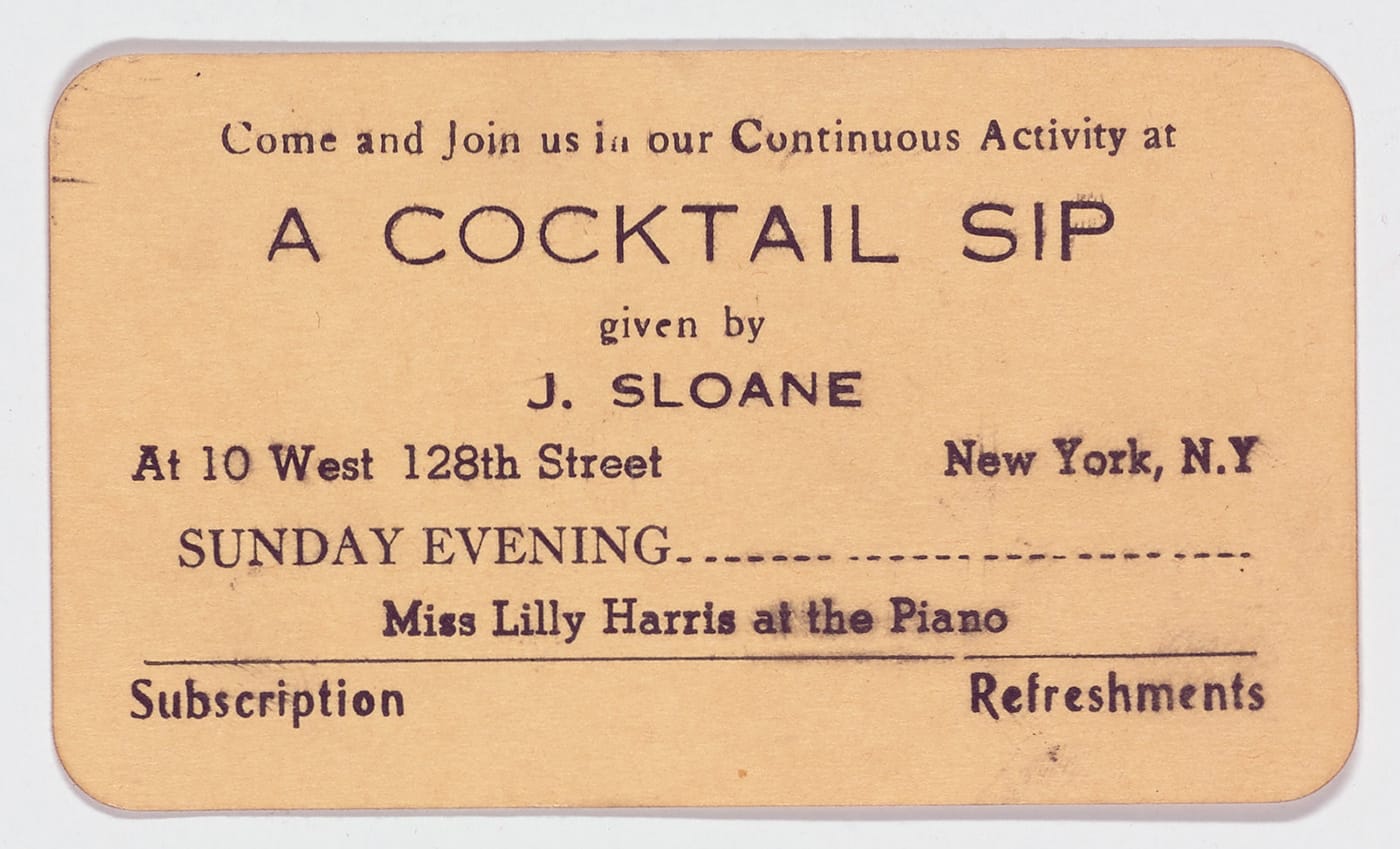 Come and Join us in our Continuous Activity at
A COCKTAIL SIP
given by
J. SLOANE
At 10 West 128th Street New York, N.Y
SUNDAY EVENING
Miss Lilly Harris at the Piano
Subscription Refreshments